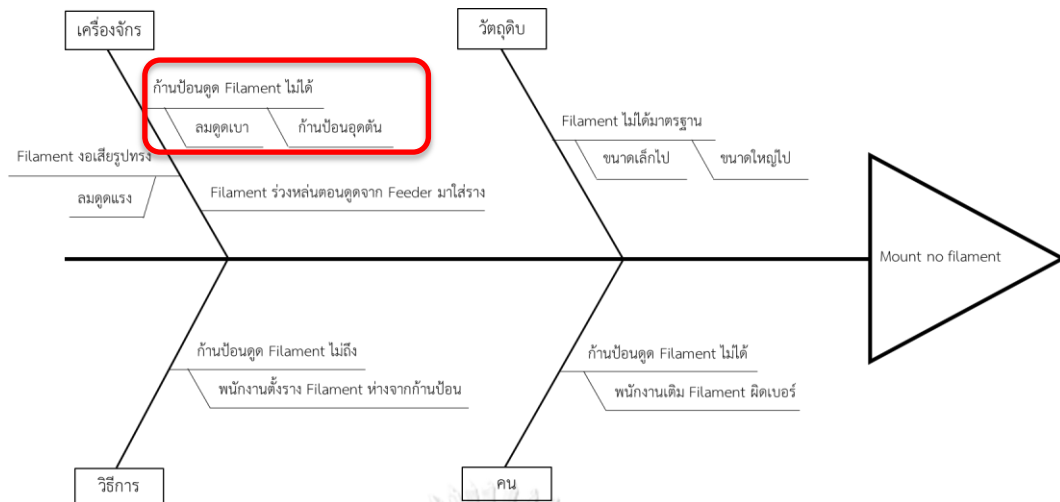 เครื่องจักร
วัตถุดิบ
ก้านป้อนดูด Filament ไม่ได้
ลมดูดเบา
ก้านป้อนอุดตัน
Filament ไม่ได้มาตรฐาน
Filament งอเสียรูปทรง
ขนาดเล็กไป
ขนาดใหญ่ไป
ลมดูดแรง
Filament ร่วงหล่นตอนดูดจาก Feeder มาใส่ราง
Mount no filament
ก้านป้อนดูด Filament ไม่ถึง
ก้านป้อนดูด Filament ไม่ได้
พนักงานตั้งราง Filament ห่างจากก้านป้อน
พนักงานเติม Filament ผิดเบอร์
วิธีการ
คน